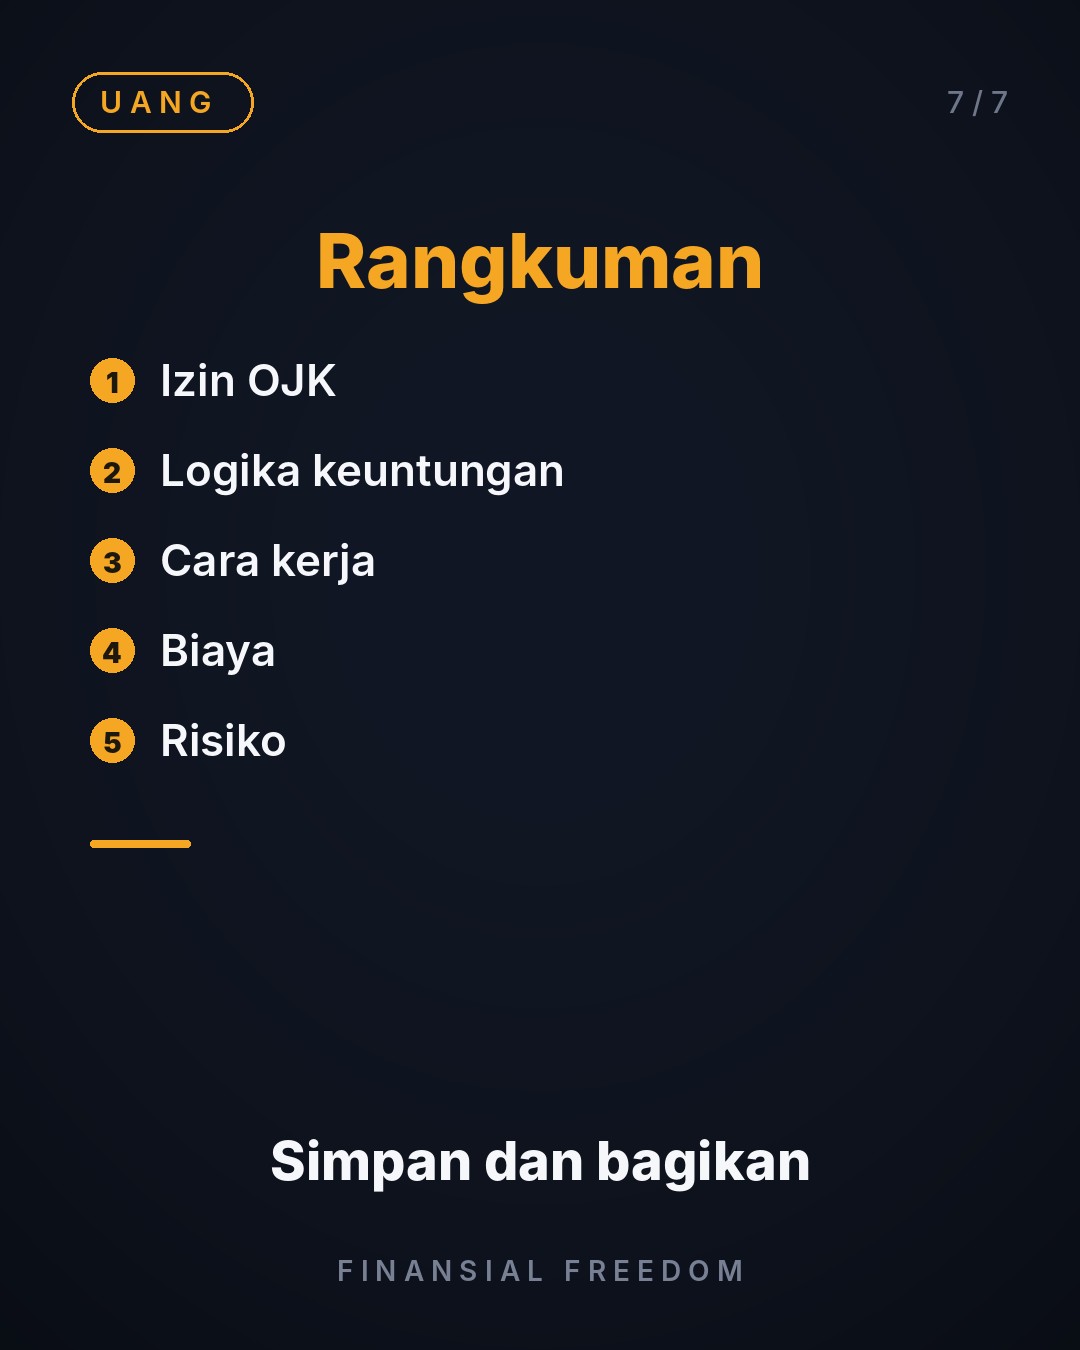 UANG
7/7
Rangkuman
1 Izin OJK
2 Logika keuntungan
3 Cara kerja
4 Biaya
5 Risiko
Simpan dan bagikan
FINANSIAL FREEDOM